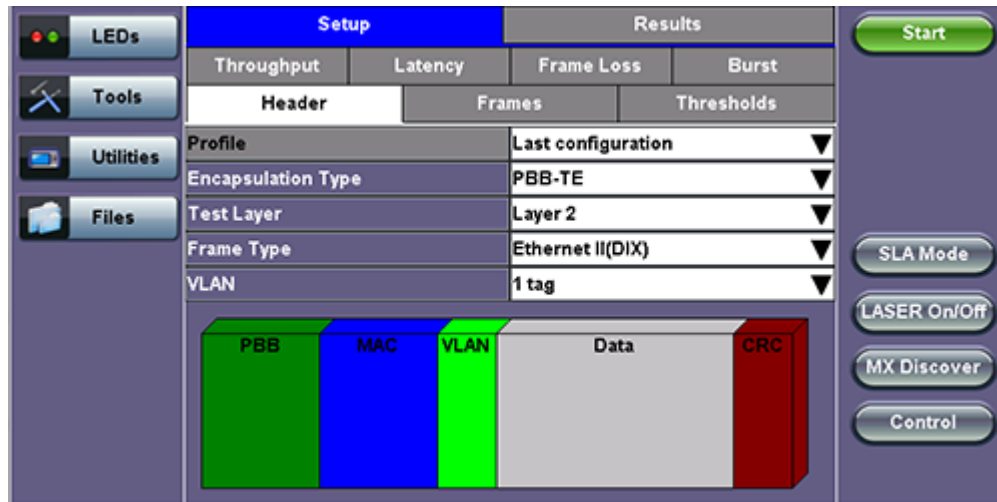 LEDs
Tools
Utilities
Files
Setup Results
Throughput Latency Frame Loss Burst
Header Frames Thresholds
Profile Last configuration
Encapsulation Type PBB-TE
Test Layer Layer 2
Frame Type Ethernet II(DIX)
VLAN 1 tag
PBB MAC VLAN Data CRC
Start
SLA Mode
LASER On/Off
MX Discover
Control